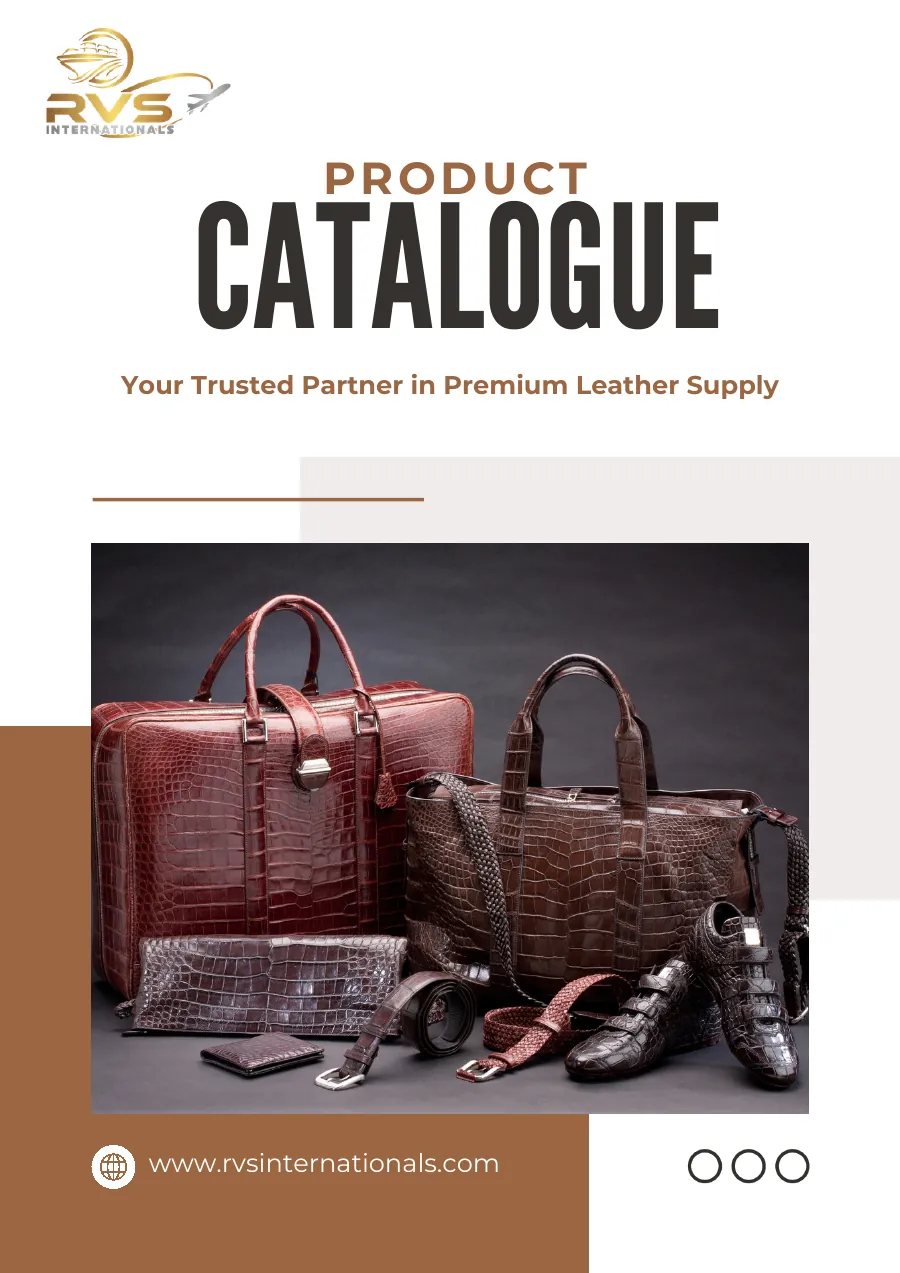 RVS
INTERNATIONALS
PRODUCT
CATALOGUE
Your Trusted Partner in Premium Leather Supply
www.rvsinternationals.com